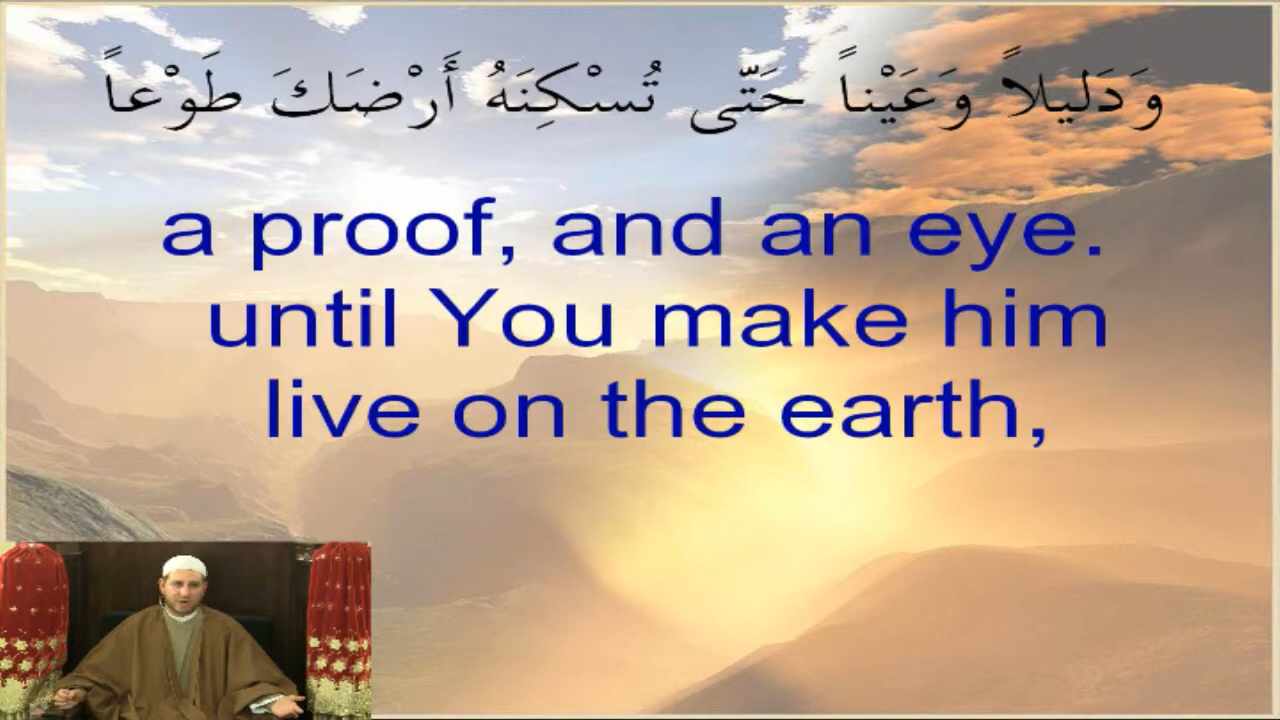 وَدَليلاً وَعَيْناً حَتّى تُسْكِنَهُ أَرْضَكَ طَوْعاً
a proof, and an eye.
until You make him
live on the earth,